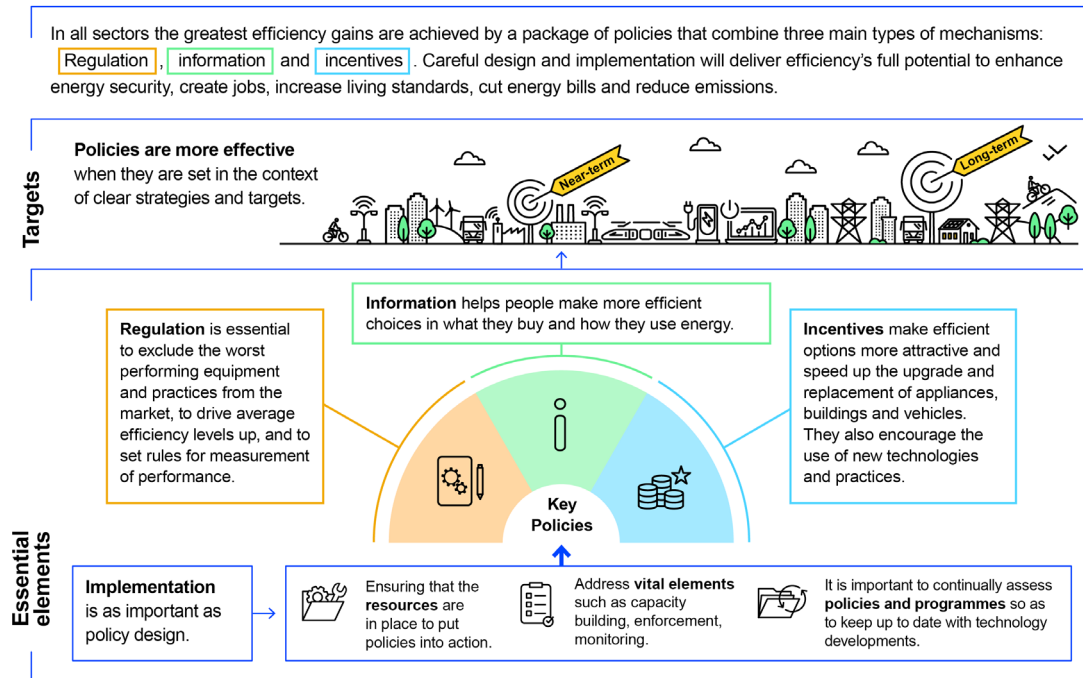 In all sectors the greatest efficiency gains are achieved by a package of policies that combine three main types of mechanisms:
Regulation , information and incentives . Careful design and implementation will deliver efficiency’s full potential to enhance
energy security, create jobs, increase living standards, cut energy bills and reduce emissions.
Targets
Policies are more effective
when they are set in the context
of clear strategies and targets.
Near-term
Long-term
Essential
elements
Regulation is essential
to exclude the worst
performing equipment
and practices from the
market, to drive average
efficiency levels up, and to
set rules for measurement
of performance.
Information helps people make more efficient
choices in what they buy and how they use energy.
Incentives make efficient
options more attractive and
speed up the upgrade and
replacement of appliances,
buildings and vehicles.
They also encourage the
use of new technologies
and practices.
Key
Policies
Implementation
is as important as
policy design.
Ensuring that the
resources are
in place to put
policies into action.
Address vital elements
such as capacity
building, enforcement,
monitoring.
It is important to continually assess
policies and programmes so as
to keep up to date with technology
developments.